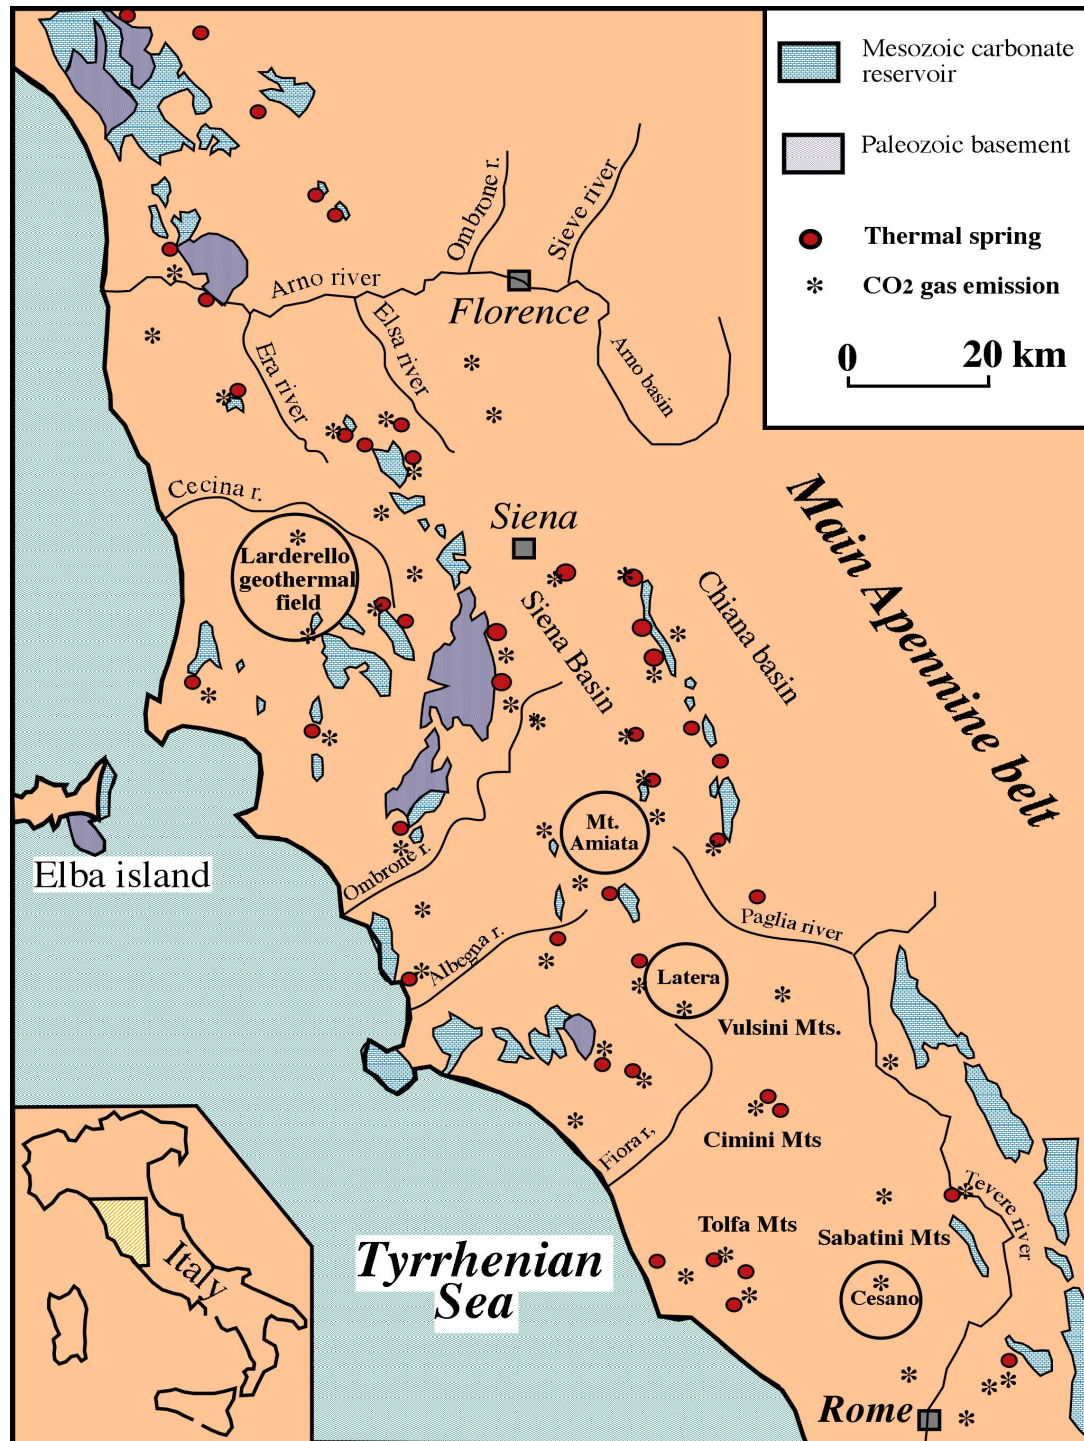 Mesozoic carbonate
reservoir
Paleozoic basement
Thermal spring
CO2 gas emission
0
20 km
Ombrone r.
Sieve river
Arno river
Florence
Elsa river
Era river
Arno basin
Cecina r.
Siena
Larderello
geothermal
field
Siena Basin
Chiana basin
Main Apennine belt
Mt.
Amiata
Elba island
Ombrone r.
Paglia river
Albegna r.
Latera
Vulsini Mts.
Cimini Mts
Fiora r,
Tevere river
Tolfa Mts
Sabatini Mts
Italy
Tyrrhenian
Sea
Cesano
Rome